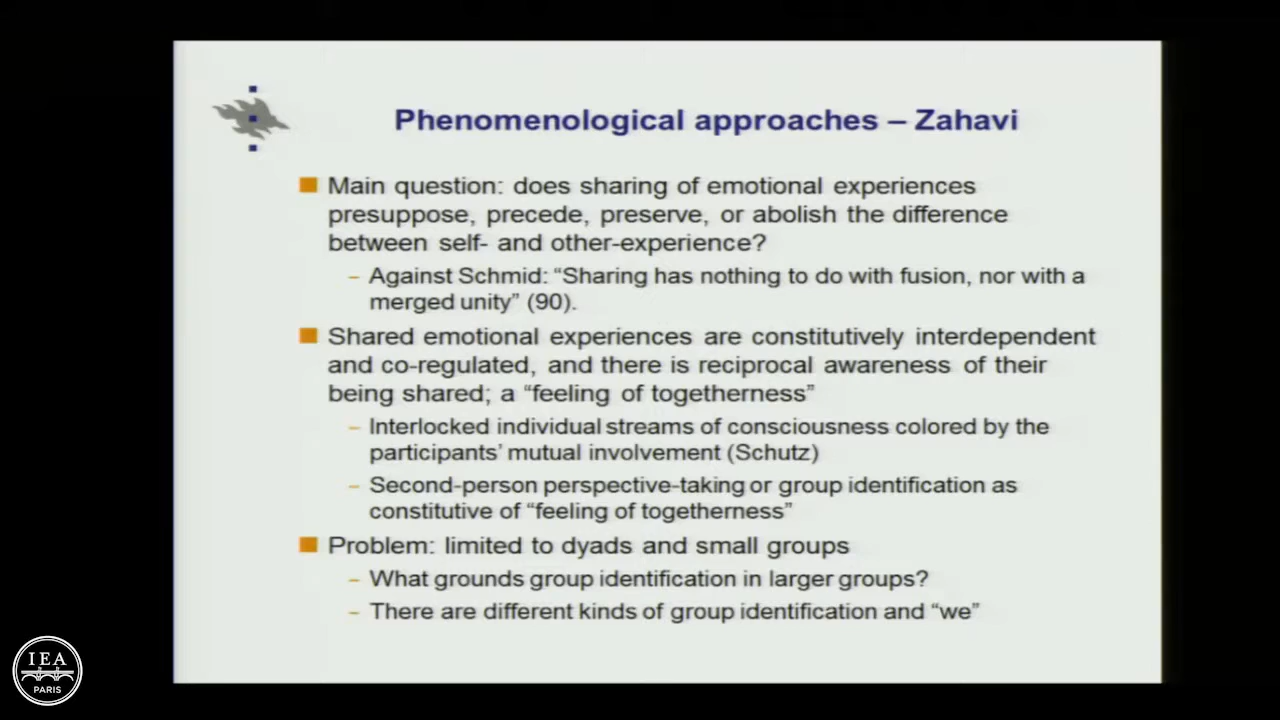 Phenomenological approaches – Zahavi
Main question: does sharing of emotional experiences
presuppose, precede, preserve, or abolish the difference
between self- and other-experience?
– Against Schmid: “Sharing has nothing to do with fusion, nor with a
merged unity” (90).
Shared emotional experiences are constitutively interdependent
and co-regulated, and there is reciprocal awareness of their
being shared; a “feeling of togetherness”
– Interlocked individual streams of consciousness colored by the
participants’ mutual involvement (Schutz)
– Second-person perspective-taking or group identification as
constitutive of “feeling of togetherness”
Problem: limited to dyads and small groups
– What grounds group identification in larger groups?
– There are different kinds of group identification and “we”
IEA
PARIS